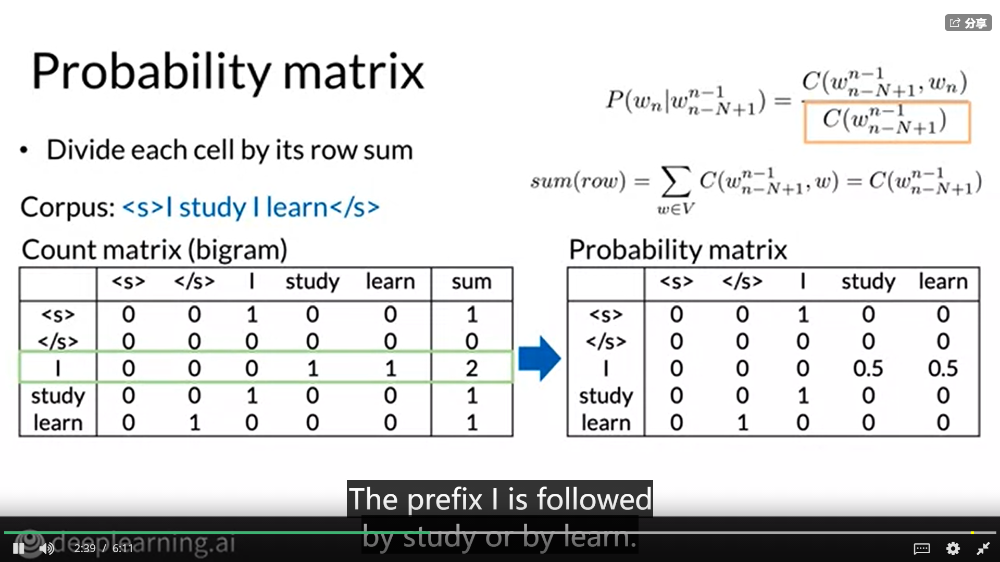 分享
Probability matrix
P(w_n|w_{n-N+1}^{n-1}) = C(w_{n-N+1}^{n-1}, w_n) / C(w_{n-N+1}^{n-1})
• Divide each cell by its row sum
sum(row) = ∑_{w∈V} C(w_{n-N+1}^{n-1}, w) = C(w_{n-N+1}^{n-1})
Corpus: <s>I study I learn</s>
Count matrix (bigram)
<s> </s> I study learn sum
<s> 0 0 1 0 0 1
</s> 0 0 0 0 0 0
I 0 0 0 1 1 2
study 0 0 1 0 0 1
learn 0 1 0 0 0 1
Probability matrix
<s> </s> I study learn
<s> 0 0 1 0 0
</s> 0 0 0 0 0
I 0 0 0 0.5 0.5
study 0 0 1 0 0
learn 0 1 0 0 0
The prefix I is followed
by study or by learn.
deeplearning.ai
2:39 / 6:11